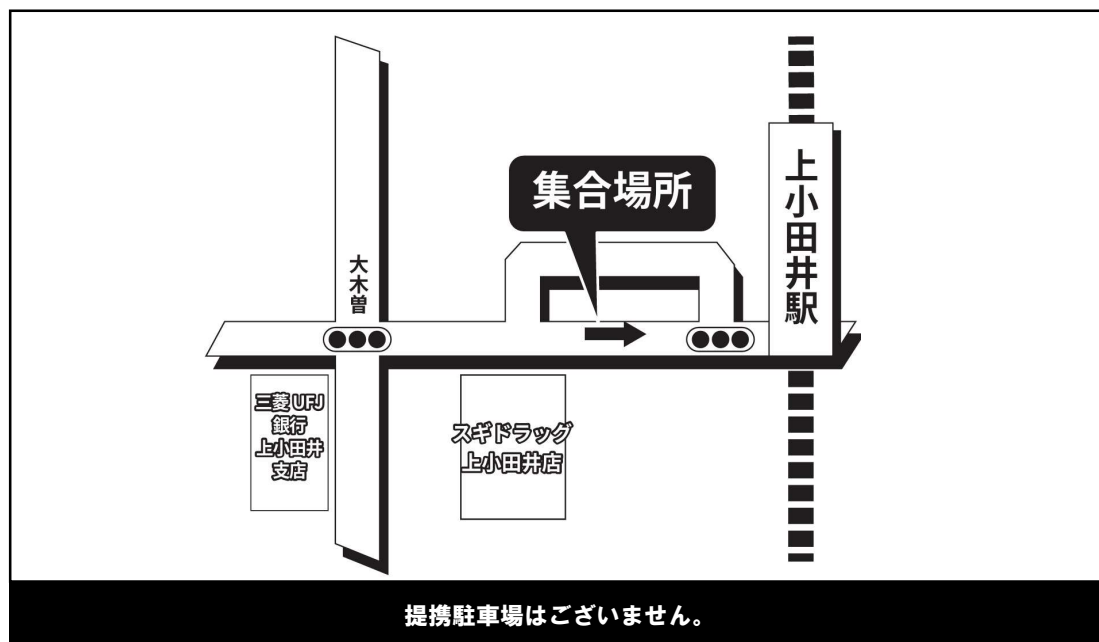 集合場所
上小田井駅
大木曽
三菱UFJ
銀行
上小田井
支店
スギドラッグ
上小田井店
提携駐車場はございません。